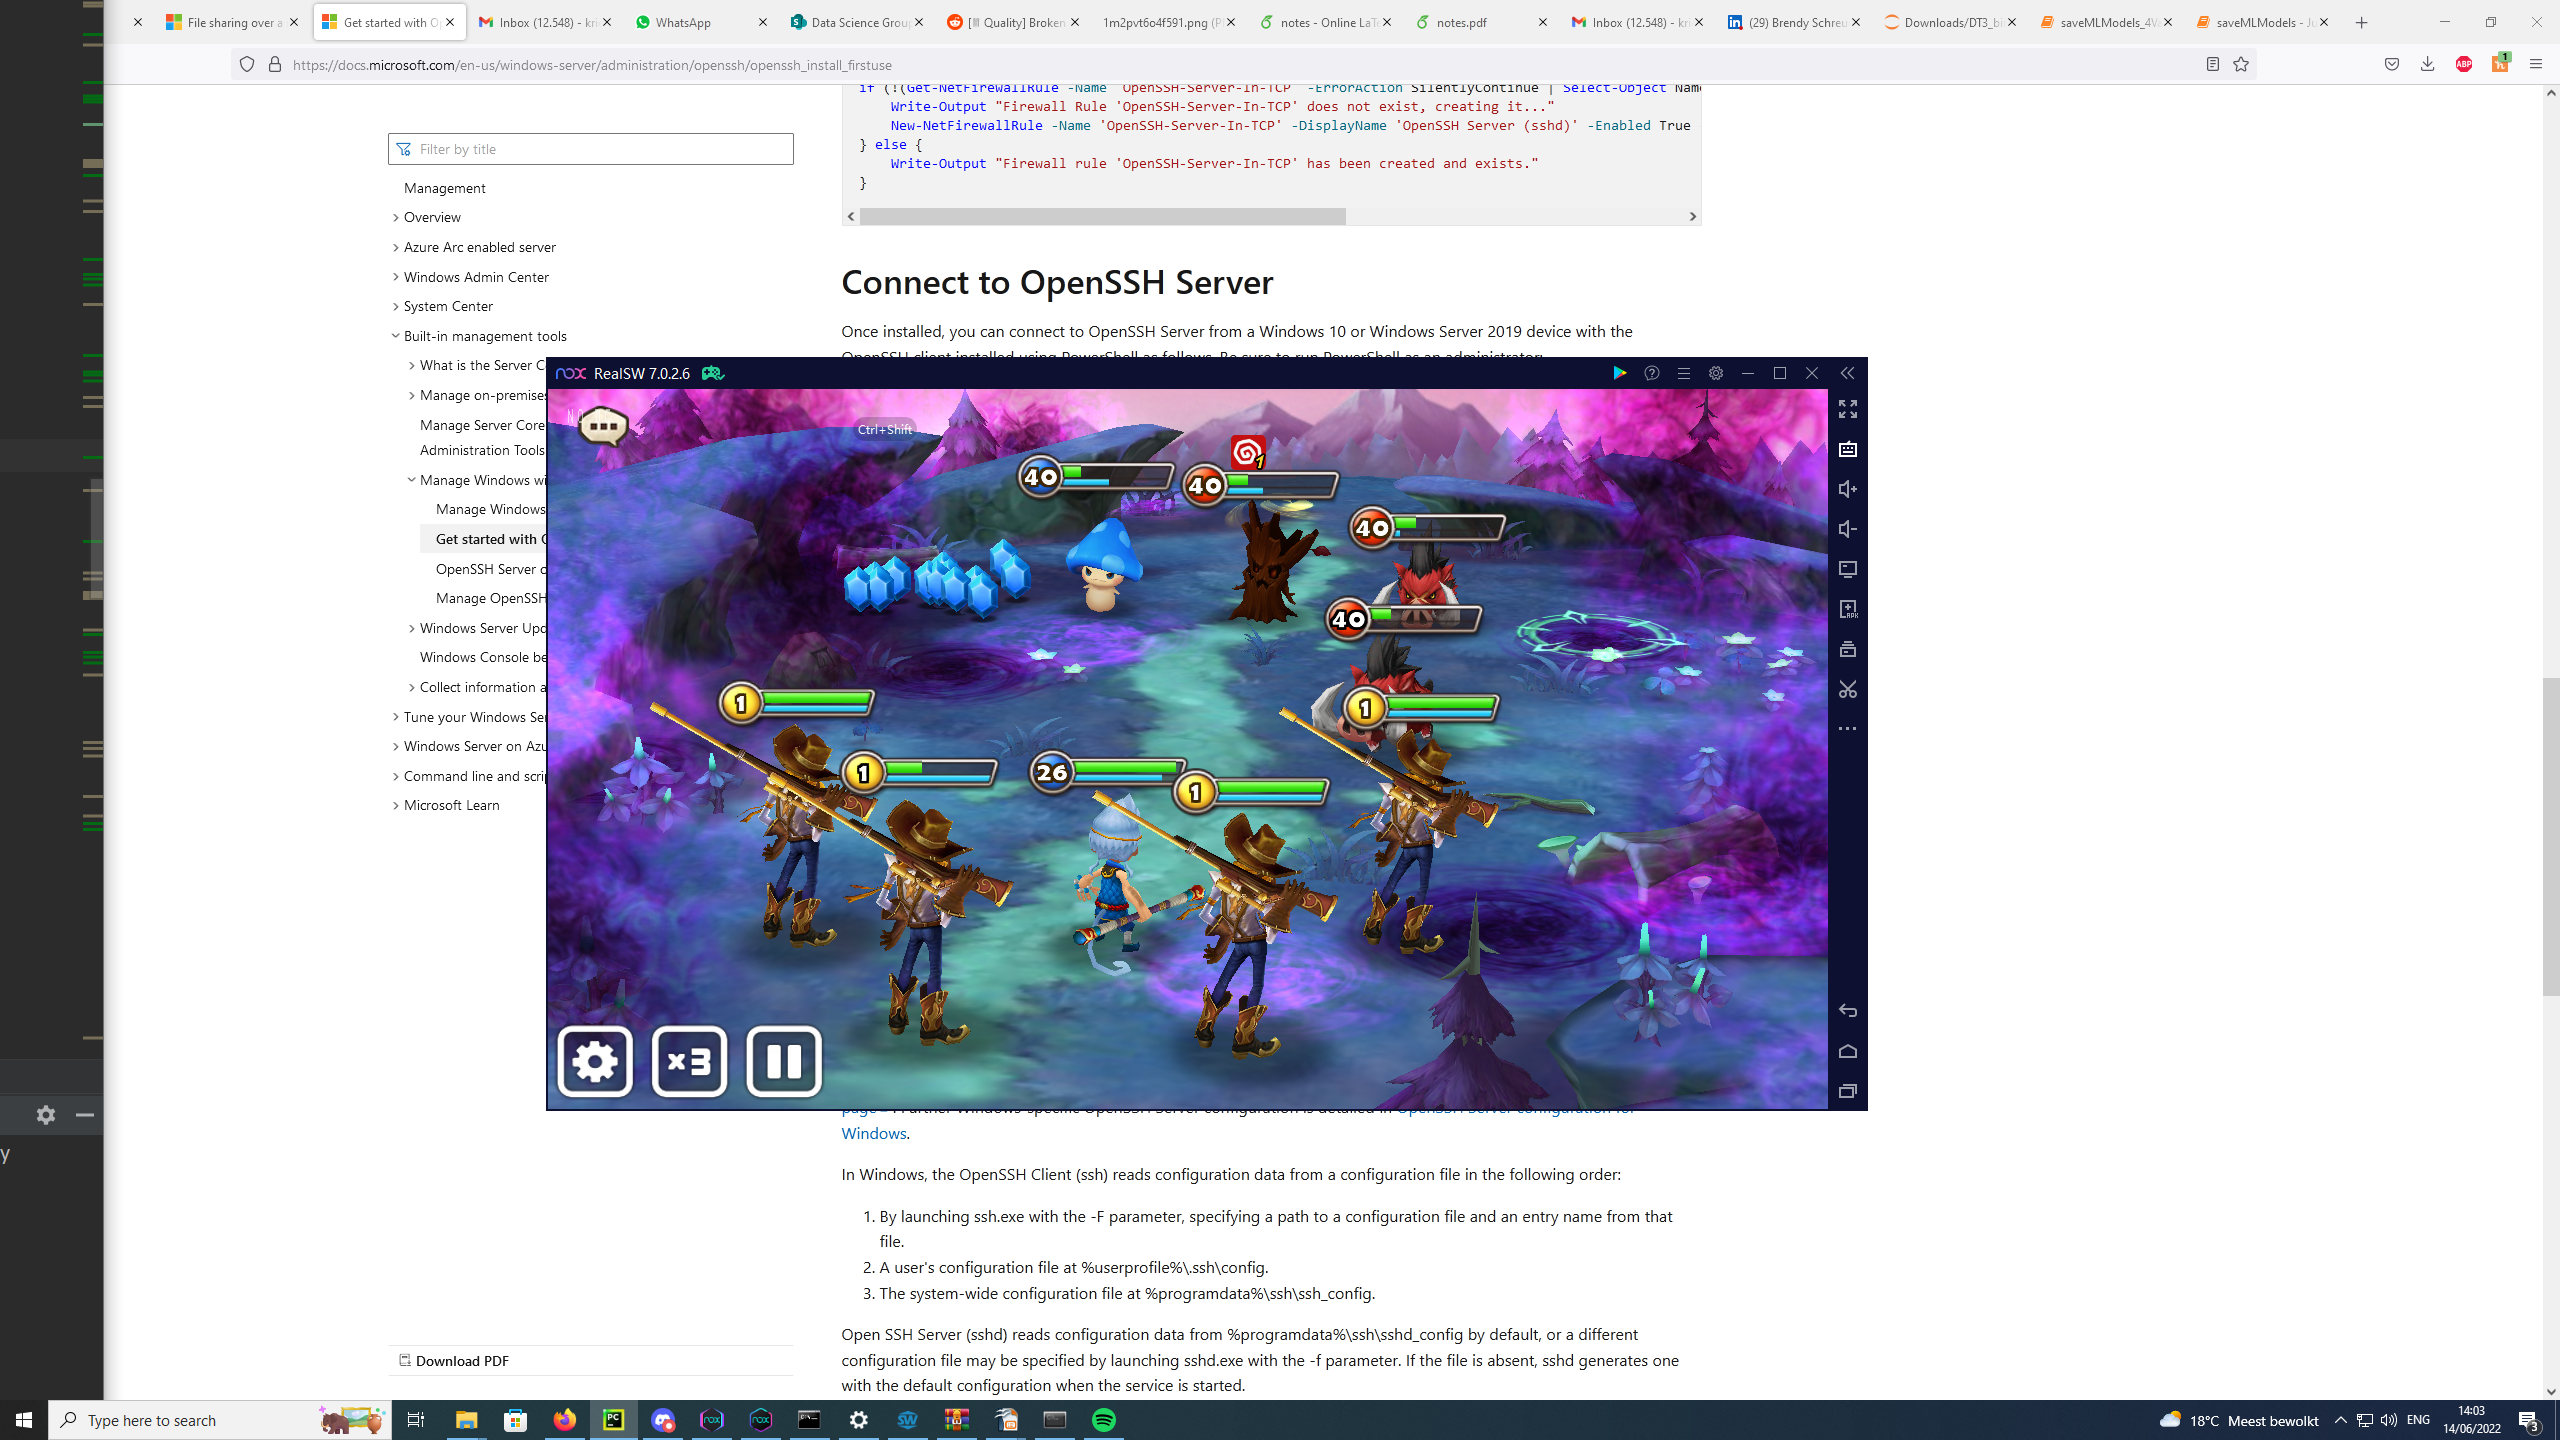 File sharing over a
Get started with Op
Inbox (12.548) - kri
WhatsApp
Data Science Group
[⁝⁝⁝ Quality] Broken
1m2pvt6o4f591.png (P
notes - Online LaTe
notes.pdf
Inbox (12.548) - kri
(29) Brendy Schreu
Downloads/DT3_bi
saveMLModels_4Va
saveMLModels - Ju
https://docs.microsoft.com/en-us/windows-server/administration/openssh/openssh_install_firstuse
ABP
1
if (!(Get-NetFirewallRule -Name "OpenSSH-Server-In-TCP" -ErrorAction SilentlyContinue | Select-Object Name
Write-Output "Firewall Rule 'OpenSSH-Server-In-TCP' does not exist, creating it..."
New-NetFirewallRule -Name 'OpenSSH-Server-In-TCP' -DisplayName 'OpenSSH Server (sshd)' -Enabled True
} else {
Write-Output "Firewall rule 'OpenSSH-Server-In-TCP' has been created and exists."
}
Filter by title
Management
Overview
Azure Arc enabled server
Windows Admin Center
System Center
Built-in management tools
What is the Server C
Manage on-premises
Manage Server Core
Administration Tools
Manage Windows wi
Manage Windows
Get started with O
OpenSSH Server c
Manage OpenSSH
Windows Server Upd
Windows Console be
Collect information a
Tune your Windows Ser
Windows Server on Azu
Command line and scrip
Microsoft Learn
Download PDF
Connect to OpenSSH Server
Once installed, you can connect to OpenSSH Server from a Windows 10 or Windows Server 2019 device with the
OpenSSH client installed using PowerShell as follows. Be sure to run PowerShell as an administrator:
nox RealSW 7.0.2.6
Ctrl+Shift
40
40
1
40
40
1
1
1
26
1
x3
APK
page. Further Windows-specific OpenSSH Server configuration is detailed in OpenSSH Server configuration for
Windows.
In Windows, the OpenSSH Client (ssh) reads configuration data from a configuration file in the following order:
1. By launching ssh.exe with the -F parameter, specifying a path to a configuration file and an entry name from that
file.
2. A user's configuration file at %userprofile%\.ssh\config.
3. The system-wide configuration file at %programdata%\ssh\ssh_config.
Open SSH Server (sshd) reads configuration data from %programdata%\ssh\sshd_config by default, or a different
configuration file may be specified by launching sshd.exe with the -f parameter. If the file is absent, sshd generates one
with the default configuration when the service is started.
y
Type here to search
PC
nox
nox
SW
18°C Meest bewolkt
ENG
14:03
14/06/2022
3